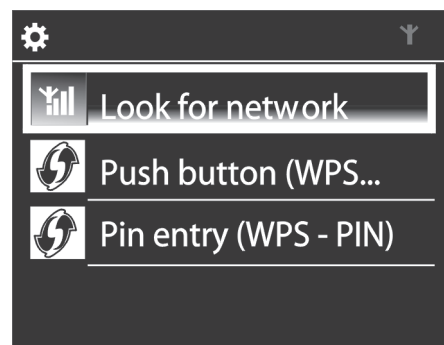 Look for network
Push button (WPS...
Pin entry (WPS - PIN)